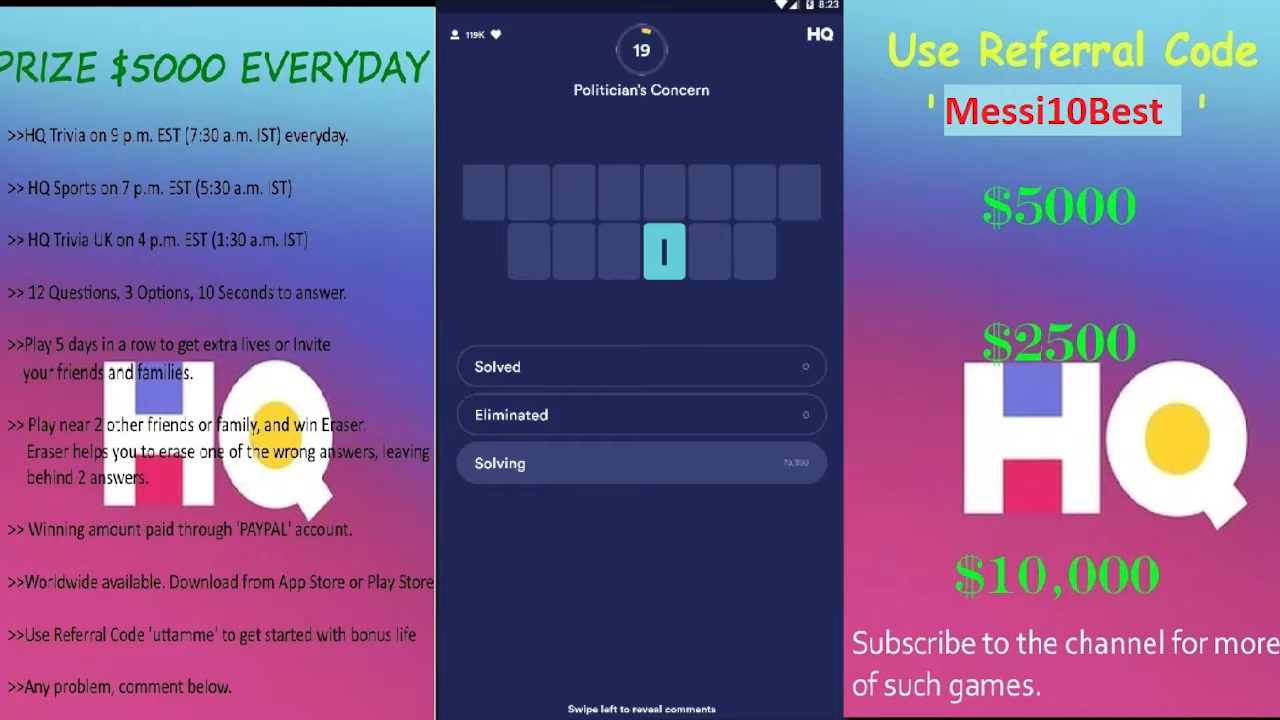 PRIZE $5000 EVERYDAY
>>HQ Trivia on 9 p.m. EST (7:30 a.m. IST) everyday.
>> HQ Sports on 7 p.m. EST (5:30 a.m. IST)
>> HQ Trivia UK on 4 p.m. EST (1:30 a.m. IST)
>> 12 Questions, 3 Options, 10 Seconds to answer.
>>Play 5 days in a row to get extra lives or Invite
your friends and families.
>> Play near 2 other friends or family, and win Eraser.
Eraser helps you to erase one of the wrong answers, leaving
behind 2 answers.
>> Winning amount paid through 'PAYPAL' account.
>>Worldwide available. Download from App Store or Play Store
>>Use Referral Code 'uttamme' to get started with bonus life
>>Any problem, comment below.
HQ
8:23
119K
HQ
19
Politician's Concern
I
Solved 0
Eliminated 0
Solving
Swipe left to reveal comments
Use Referral Code
' Messi10Best '
$5000
$2500
HQ
$10,000
Subscribe to the channel for more
of such games.